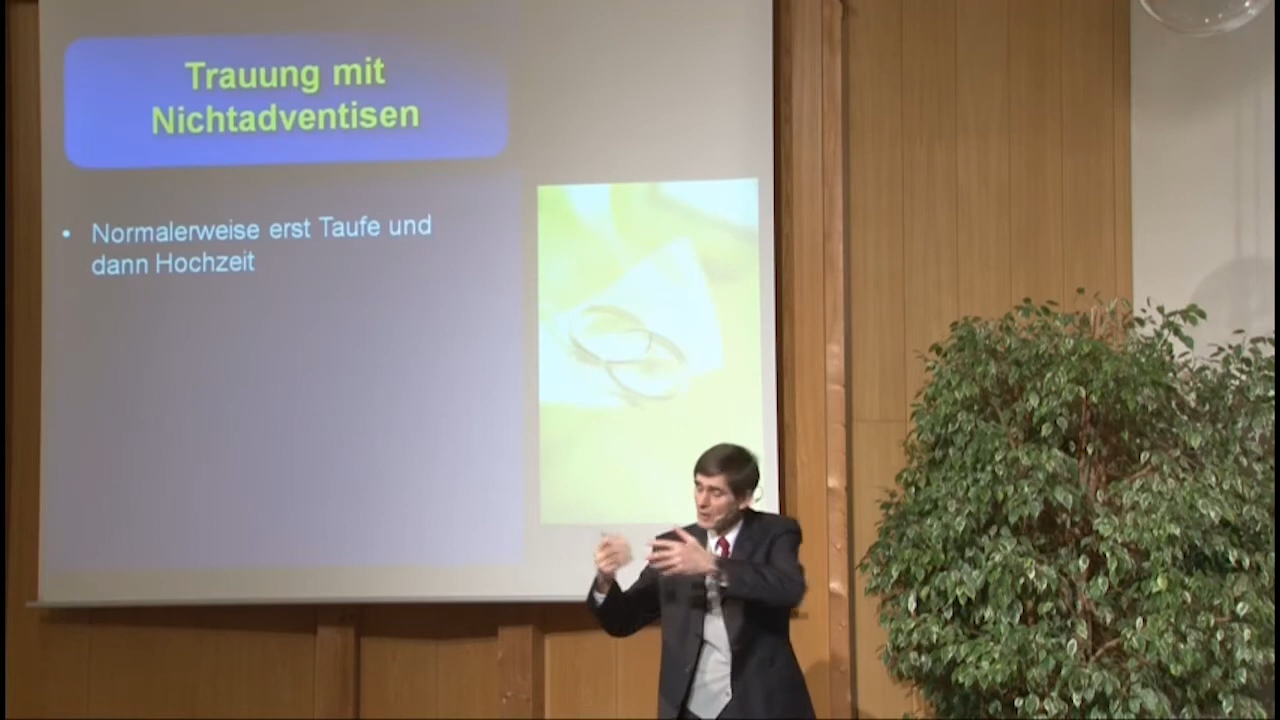 Trauung mit
Nichtadventisen
• Normalerweise erst Taufe und
dann Hochzeit